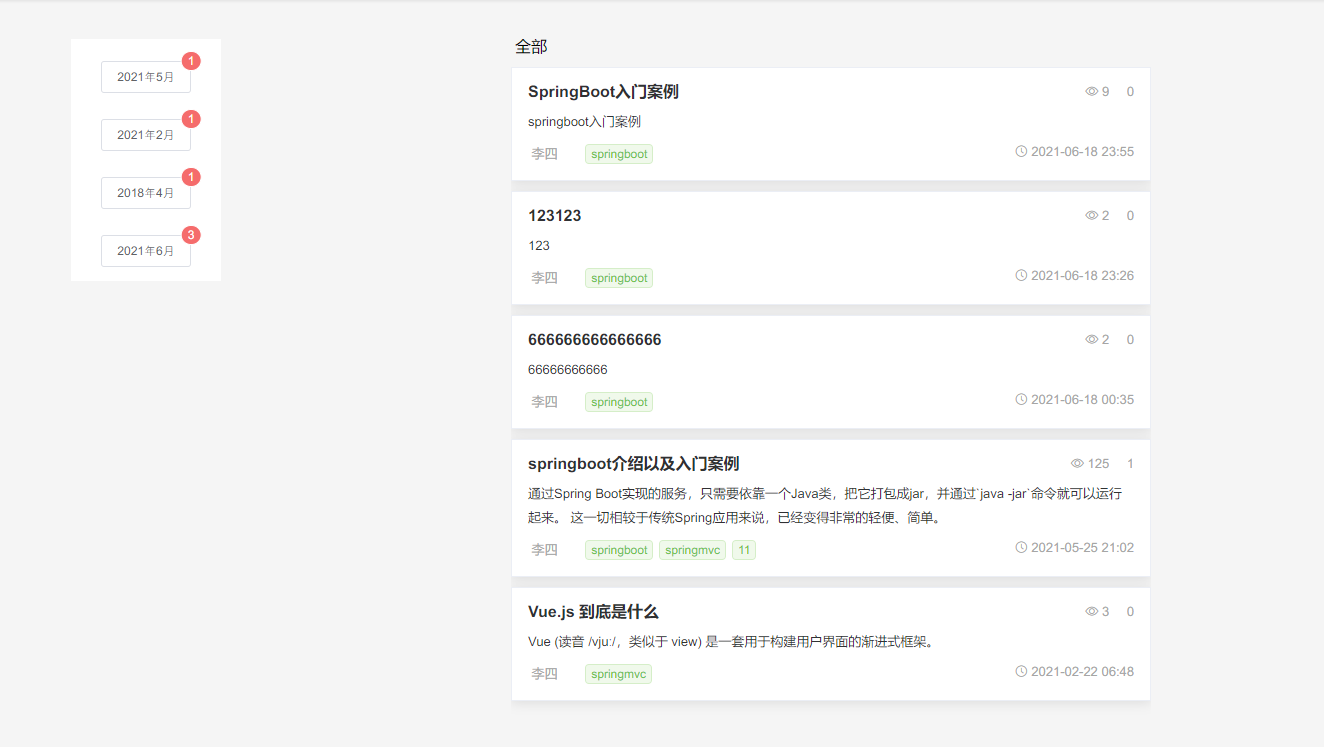 2021年5月
1
2021年2月
1
2018年4月
1
2021年6月
3
全部
SpringBoot入门案例
9 0
springboot入门案例
李四 springboot 2021-06-18 23:55
123123
2 0
123
李四 springboot 2021-06-18 23:26
666666666666666
2 0
66666666666
李四 springboot 2021-06-18 00:35
springboot介绍以及入门案例
125 1
通过Spring Boot实现的服务，只需要依靠一个Java类，把它打包成jar，并通过`java -jar`命令就可以运行
起来。 这一切相较于传统Spring应用来说，已经变得非常的轻便、简单。
李四 springboot springmvc 11 2021-05-25 21:02
Vue.js 到底是什么
3 0
Vue (读音 /vjuː/，类似于 view) 是一套用于构建用户界面的渐进式框架。
李四 springmvc 2021-02-22 06:48